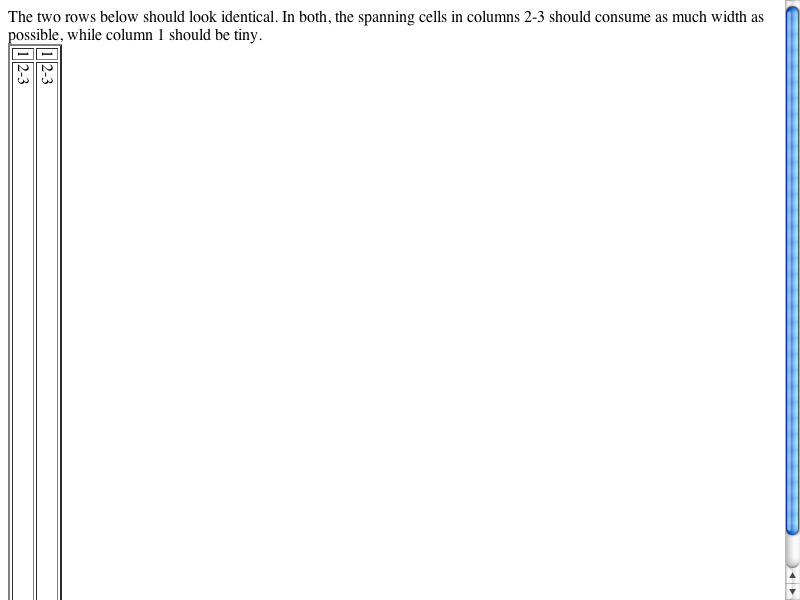 The two rows below should look identical. In both, the spanning cells in columns 2-3 should consume as much width as
possible, while column 1 should be tiny.
1 2-3
1 2-3